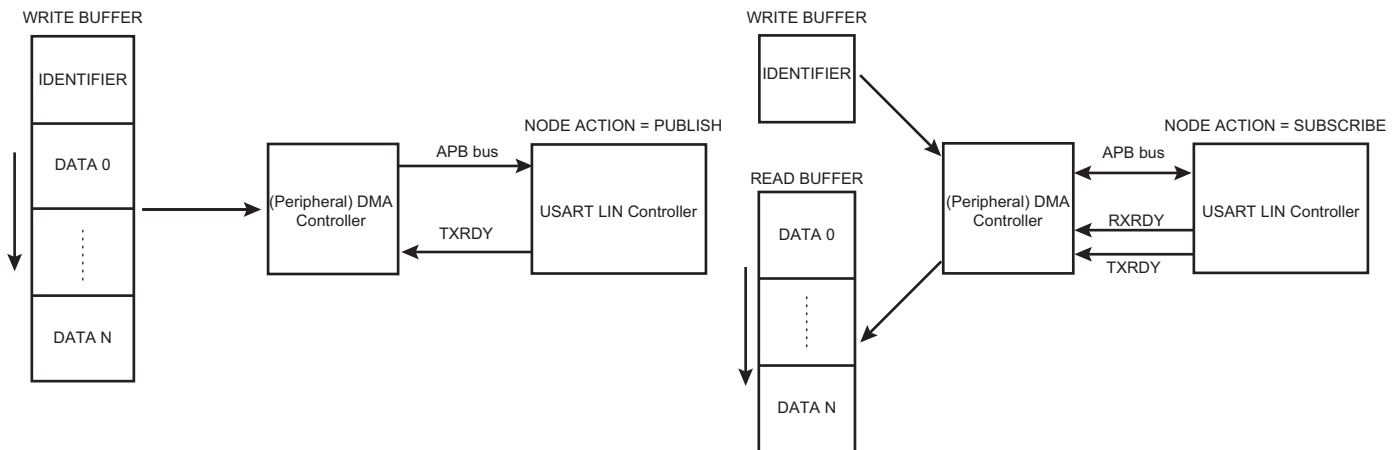 WRITE BUFFER
IDENTIFIER
DATA 0
DATA N
(Peripheral) DMA
Controller
APB bus
TXRDY
NODE ACTION = PUBLISH
USART LIN Controller
WRITE BUFFER
IDENTIFIER
READ BUFFER
DATA 0
DATA N
(Peripheral) DMA
Controller
APB bus
RXRDY
TXRDY
NODE ACTION = SUBSCRIBE
USART LIN Controller